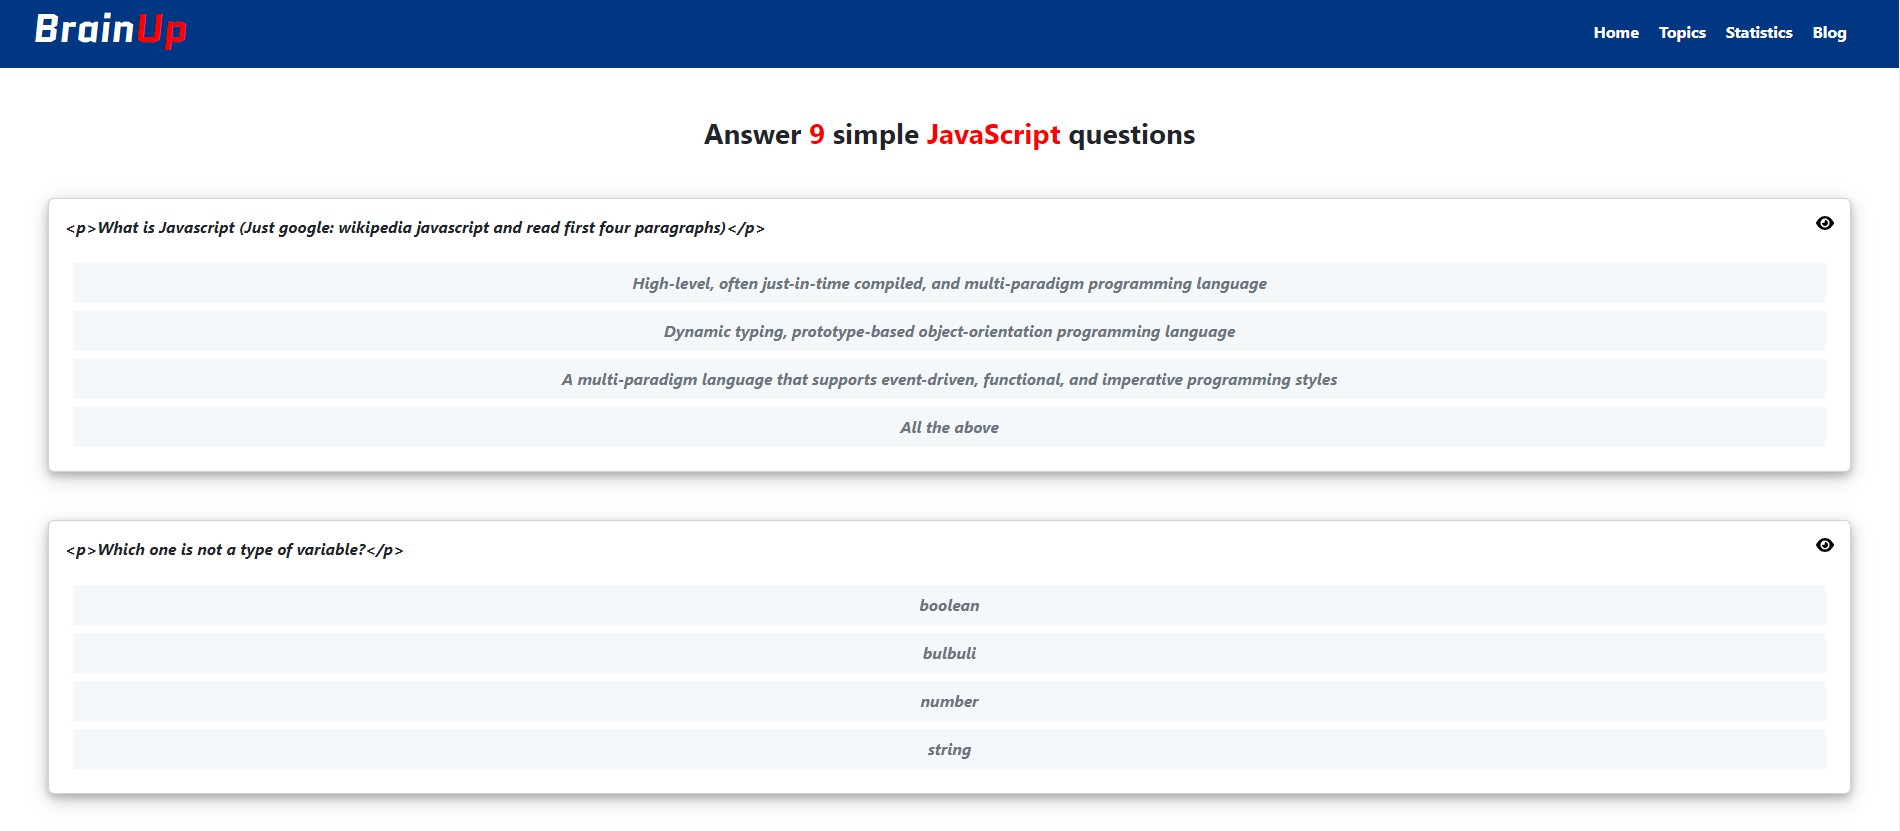 BrainUp
Home Topics Statistics Blog
Answer 9 simple JavaScript questions
<p>What is Javascript (Just google: wikipedia javascript and read first four paragraphs)</p>
High-level, often just-in-time compiled, and multi-paradigm programming language
Dynamic typing, prototype-based object-orientation programming language
A multi-paradigm language that supports event-driven, functional, and imperative programming styles
All the above
<p>Which one is not a type of variable?</p>
boolean
bulbuli
number
string